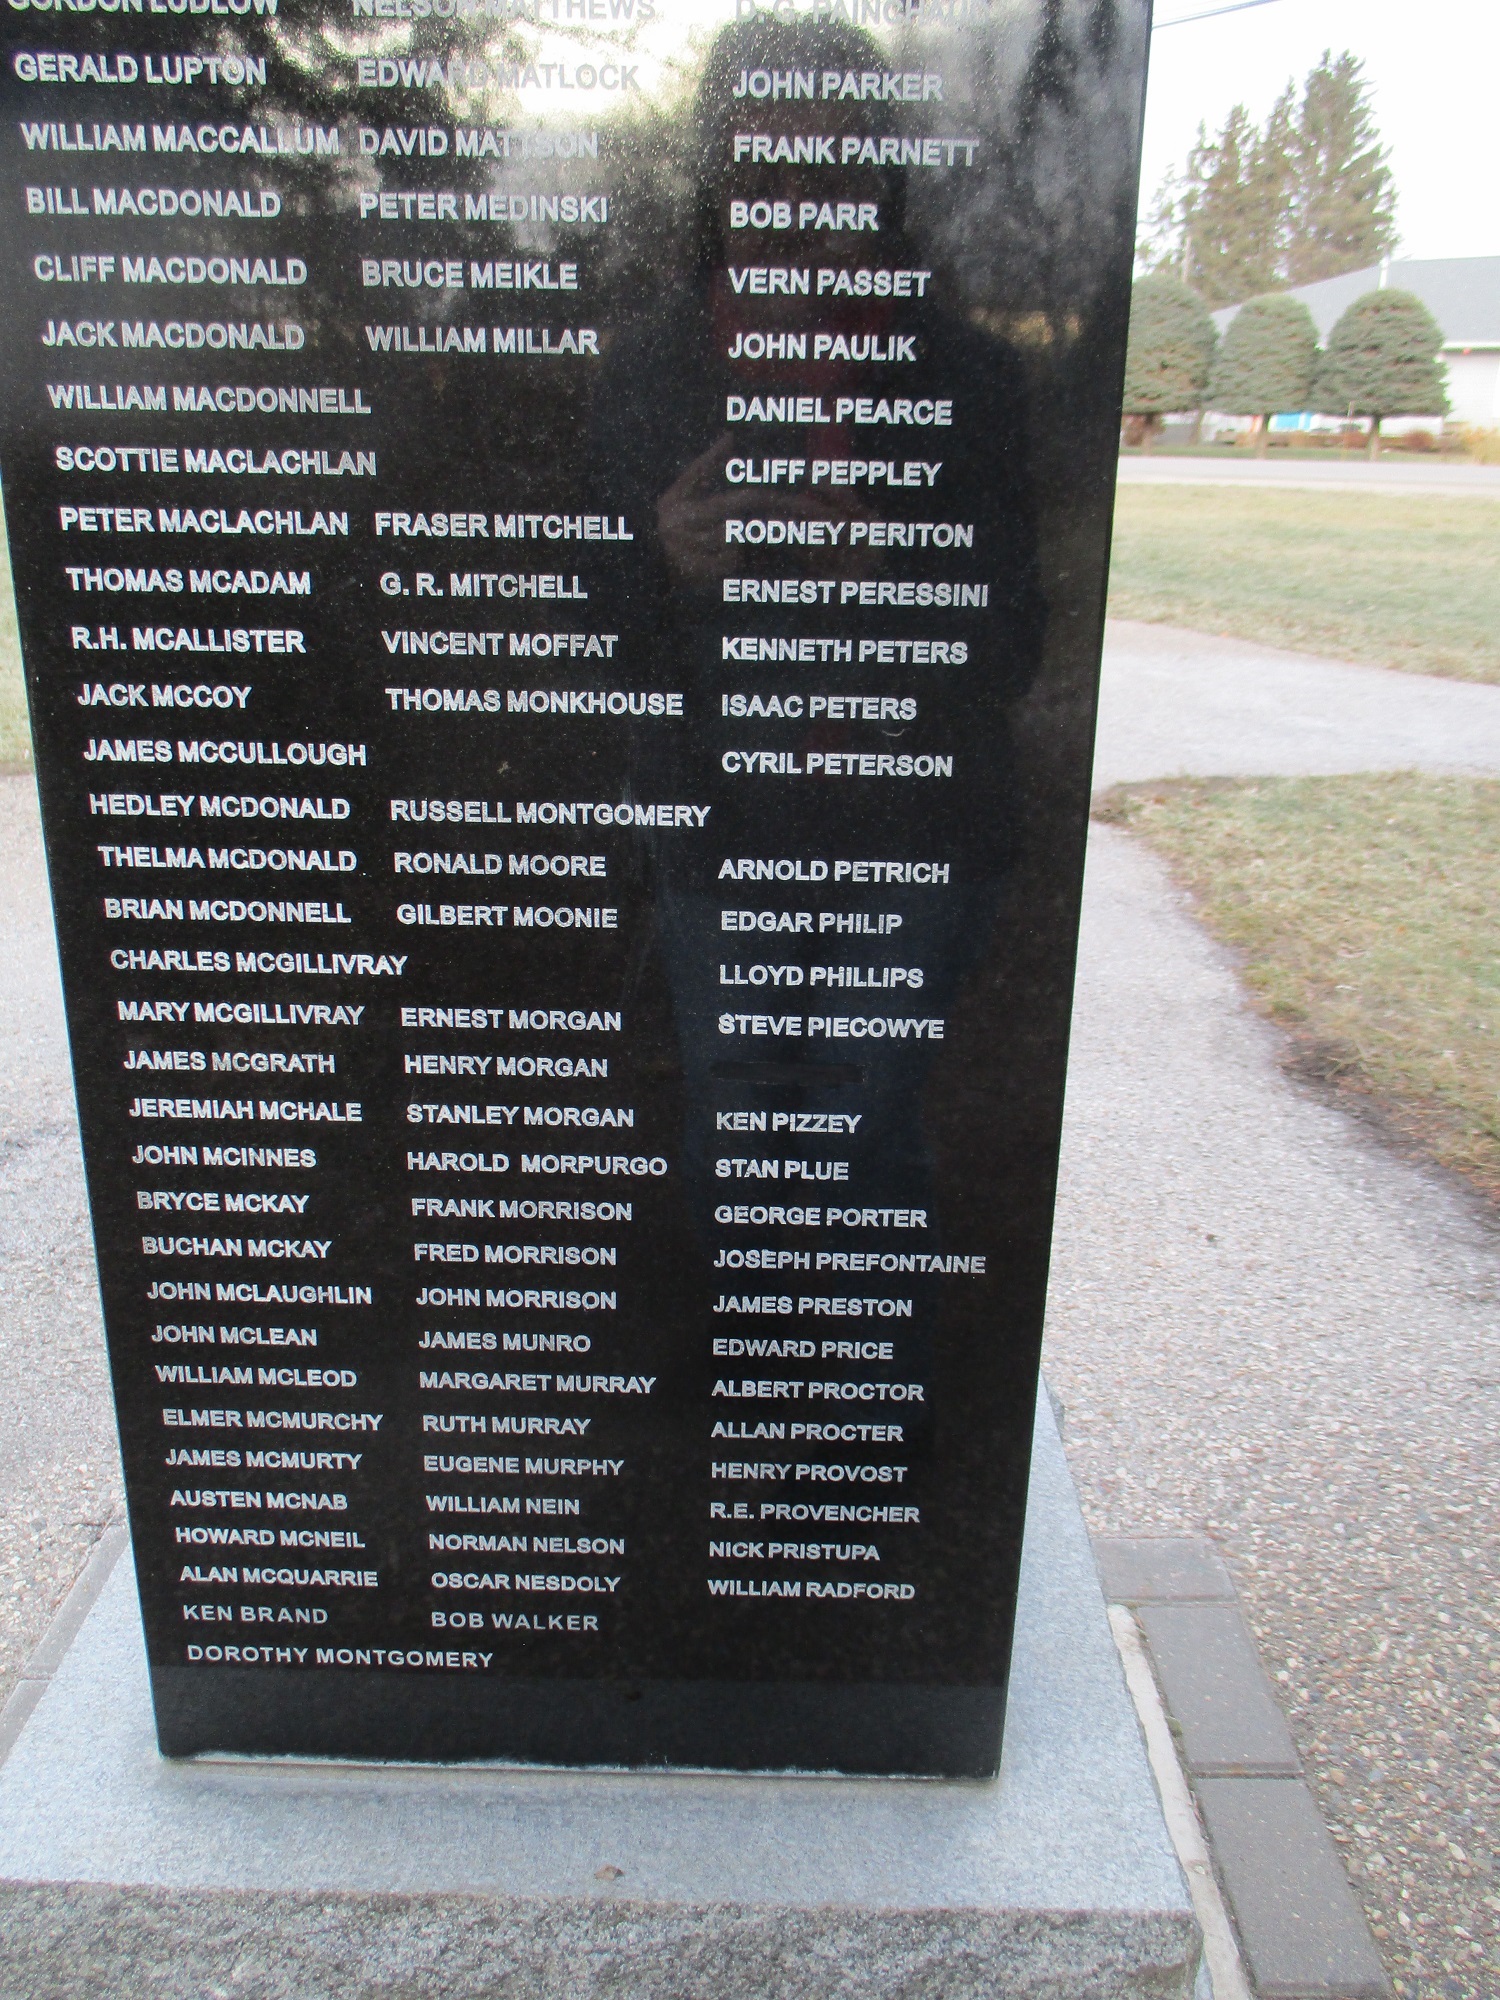 GORDON LUDLOW
GERALD LUPTON
WILLIAM MACCALLUM
BILL MACDONALD
CLIFF MACDONALD
JACK MACDONALD
WILLIAM MACDONNELL
SCOTTIE MACLACHLAN
PETER MACLACHLAN
THOMAS MCADAM
R.H. MCALLISTER
JACK MCCOY
JAMES MCCULLOUGH
HEDLEY MCDONALD
THELMA MCDONALD
BRIAN MCDONNELL
CHARLES MCGILLIVRAY
MARY MCGILLIVRAY
JAMES MCGRATH
JEREMIAH MCHALE
JOHN MCINNES
BRYCE MCKAY
BUCHAN MCKAY
JOHN MCLAUGHLIN
JOHN MCLEAN
WILLIAM MCLEOD
ELMER MCMURCHY
JAMES MCMURTY
AUSTEN MCNAB
HOWARD MCNEIL
ALAN MCQUARRIE
KEN BRAND
DOROTHY MONTGOMERY
NELSON MATTHEWS
EDWARD MATLOCK
DAVID MATTSON
PETER MEDINSKI
BRUCE MEIKLE
WILLIAM MILLAR
FRASER MITCHELL
G. R. MITCHELL
VINCENT MOFFAT
THOMAS MONKHOUSE
RUSSELL MONTGOMERY
RONALD MOORE
GILBERT MOONIE
ERNEST MORGAN
HENRY MORGAN
STANLEY MORGAN
HAROLD MORPURGO
FRANK MORRISON
FRED MORRISON
JOHN MORRISON
JAMES MUNRO
MARGARET MURRAY
RUTH MURRAY
EUGENE MURPHY
WILLIAM NEIN
NORMAN NELSON
OSCAR NESDOLY
BOB WALKER
D. G. PAINCHAUD
JOHN PARKER
FRANK PARNETT
BOB PARR
VERN PASSET
JOHN PAULIK
DANIEL PEARCE
CLIFF PEPPLEY
RODNEY PERITON
ERNEST PERESSINI
KENNETH PETERS
ISAAC PETERS
CYRIL PETERSON
ARNOLD PETRICH
EDGAR PHILIP
LLOYD PHILLIPS
STEVE PIECOWYE
KEN PIZZEY
STAN PLUE
GEORGE PORTER
JOSEPH PREFONTAINE
JAMES PRESTON
EDWARD PRICE
ALBERT PROCTOR
ALLAN PROCTER
HENRY PROVOST
R.E. PROVENCHER
NICK PRISTUPA
WILLIAM RADFORD